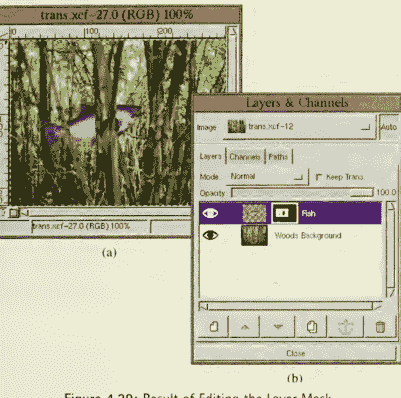 trans.xcf-27.0 (RGB) 100%
0 100 200
trans.xcf-27.0 (RGB) 100%
(a)
Layers & Channels
Image trans.xcf-12 Auto
Layers Channels Paths
Mode Normal Keep Trans.
Opacity 100.0
Fish
Woods Background
Close
(b)
Figure 4.29: Result of Editing the Layer Mask